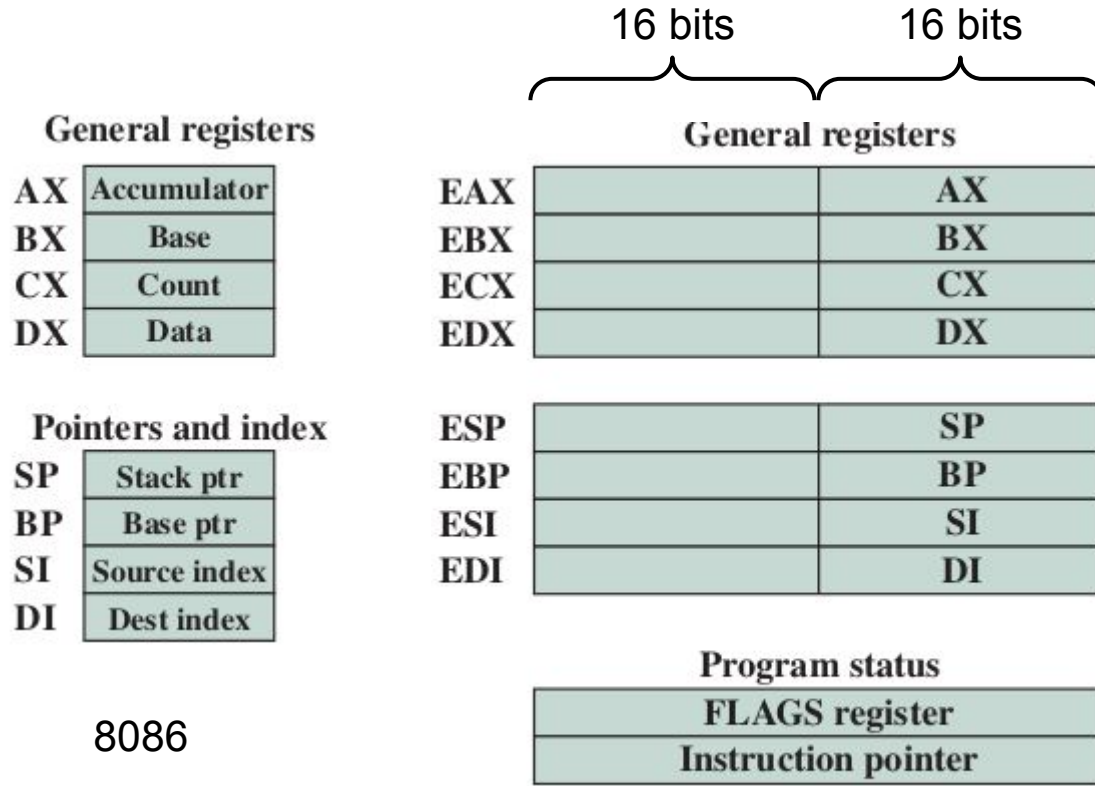 16 bits 16 bits
General registers
AX Accumulator
BX Base
CX Count
DX Data
Pointers and index
SP Stack ptr
BP Base ptr
SI Source index
DI Dest index
8086
General registers
EAX AX
EBX BX
ECX CX
EDX DX
ESP SP
EBP BP
ESI SI
EDI DI
Program status
FLAGS register
Instruction pointer